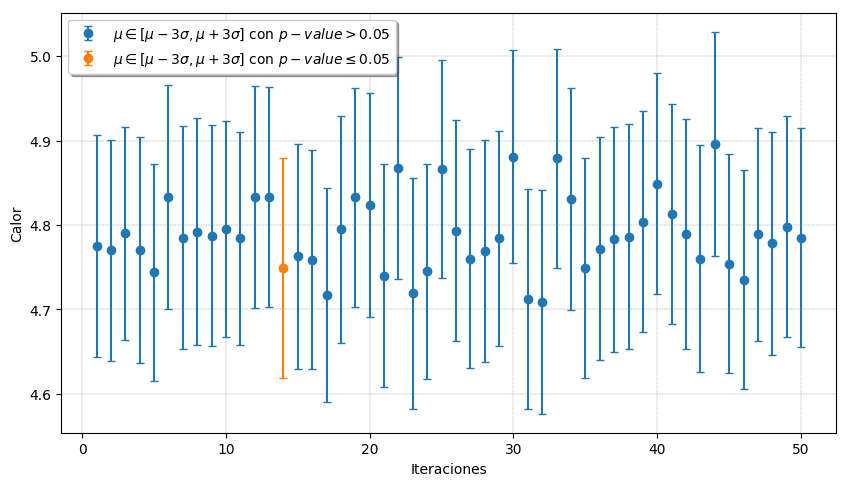 μ ∈ [μ − 3σ, μ + 3σ] con p − value > 0.05
μ ∈ [μ − 3σ, μ + 3σ] con p − value ≤ 0.05
5.0
4.9
4.8
4.7
4.6
Calor
0 10 20 30 40 50
Iteraciones